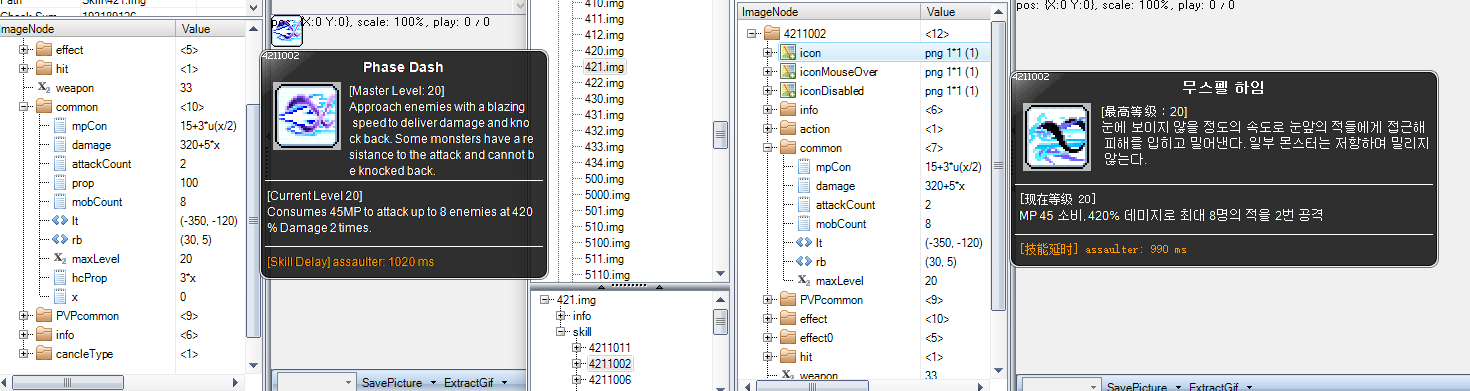 pos: {X:0 Y:0}, scale: 100%, play: 0 / 0
ImageNode Value
effect <5>
hit <1>
weapon 33
common <10>
mpCon 15+3*u(x/2)
damage 320+5*x
attackCount 2
prop 100
mobCount 8
lt (-350, -120)
rb (30, 5)
maxLevel 20
hcProp 3*x
x 0
PVPcommon <9>
info <6>
cancleType <1>
4211002
Phase Dash
[Master Level: 20]
Approach enemies with a blazing
speed to deliver damage and kno
ck back. Some monsters have a re
sistance to the attack and cannot b
e knocked back.
[Current Level 20]
Consumes 45MP to attack up to 8 enemies at 420
% Damage 2 times.
[Skill Delay] assaulter: 1020 ms
SavePicture ExtractGif
410.img
411.img
412.img
420.img
421.img
422.img
430.img
431.img
432.img
433.img
434.img
500.img
5000.img
501.img
510.img
5100.img
511.img
5110.img
421.img
info
skill
4211011
4211002
4211006
ImageNode Value
4211002 <12>
icon png 1*1 (1)
iconMouseOver png 1*1 (1)
iconDisabled png 1*1 (1)
info <6>
action <1>
common <7>
mpCon 15+3*u(x/2)
damage 320+5*x
attackCount 2
mobCount 8
lt (-350, -120)
rb (30, 5)
maxLevel 20
PVPcommon <9>
effect <10>
effect0 <5>
hit <1>
weapon 33
pos: {X:0 Y:0}, scale: 100%, play: 0 / 0
4211002
무스펠 하임
[最高等级：20]
눈에 보이지 않을 정도의 속도로 눈앞의 적들에게 접근해
피해를 입히고 밀어낸다. 일부 몬스터는 저항하며 밀리지
않는다.
[现在等级 20]
MP 45 소비, 420% 데미지로 최대 8명의 적을 2번 공격
[技能延时] assaulter: 990 ms
SavePicture ExtractGif